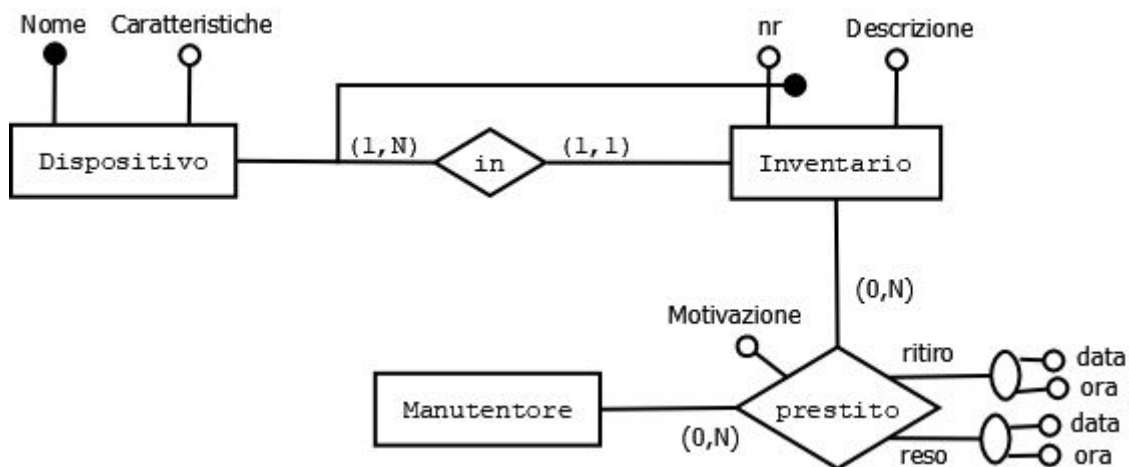 Nome Caratteristiche nr Descrizione
Dispositivo (1,N) in (1,1) Inventario
(0,N)
Motivazione
ritiro data
ora
Manutentore (0,N) prestito
reso data
ora